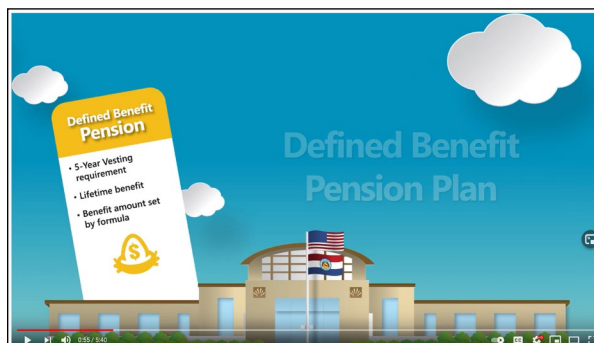 Defined Benefit
Pension
• 5-Year Vesting
requirement
• Lifetime benefit
• Benefit amount set
by formula
$
Defined Benefit
Pension Plan
0:55 / 5:40
CC